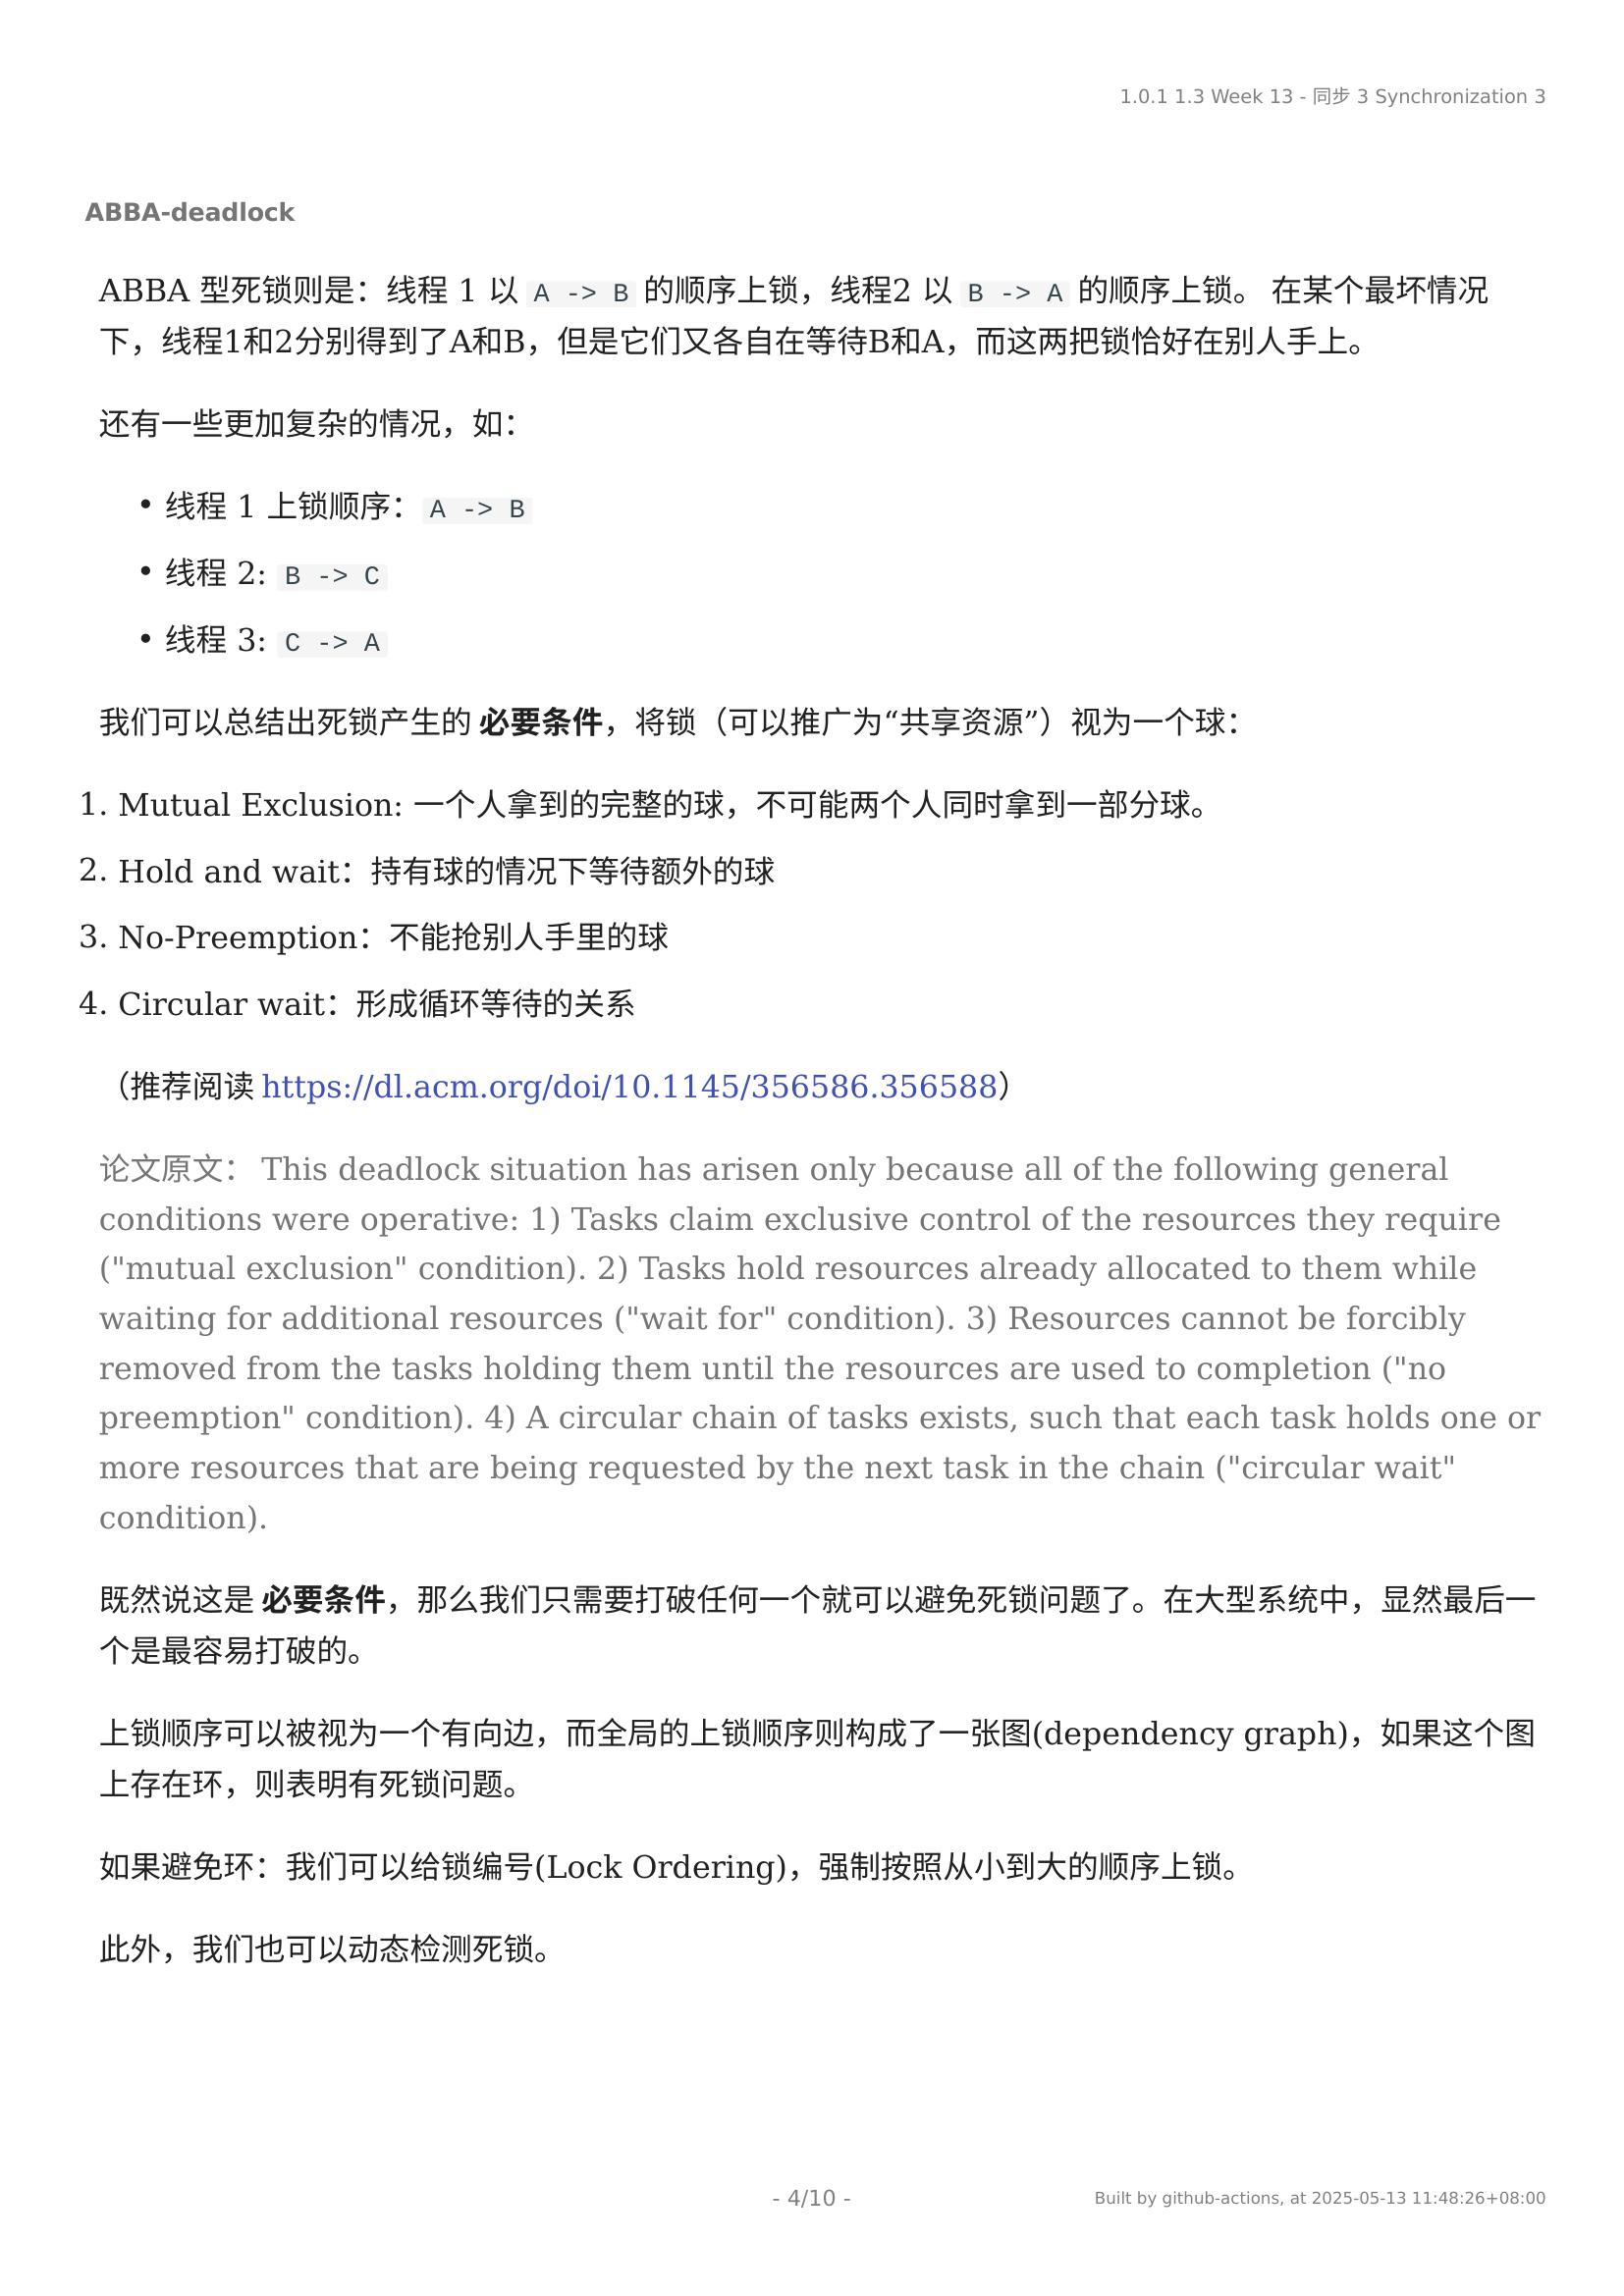 1.0.1 1.3 Week 13 - 同步 3 Synchronization 3
ABBA-deadlock
ABBA 型死锁则是：线程 1 以 A -> B 的顺序上锁，线程2 以 B -> A 的顺序上锁。 在某个最坏情况
下，线程1和2分别得到了A和B，但是它们又各自在等待B和A，而这两把锁恰好在别人手上。
还有一些更加复杂的情况，如：
• 线程 1 上锁顺序： A -> B
• 线程 2: B -> C
• 线程 3: C -> A
我们可以总结出死锁产生的 必要条件，将锁（可以推广为“共享资源”）视为一个球：
1. Mutual Exclusion: 一个人拿到的完整的球，不可能两个人同时拿到一部分球。
2. Hold and wait：持有球的情况下等待额外的球
3. No-Preemption：不能抢别人手里的球
4. Circular wait：形成循环等待的关系
（推荐阅读 https://dl.acm.org/doi/10.1145/356586.356588）
论文原文： This deadlock situation has arisen only because all of the following general
conditions were operative: 1) Tasks claim exclusive control of the resources they require
("mutual exclusion" condition). 2) Tasks hold resources already allocated to them while
waiting for additional resources ("wait for" condition). 3) Resources cannot be forcibly
removed from the tasks holding them until the resources are used to completion ("no
preemption" condition). 4) A circular chain of tasks exists, such that each task holds one or
more resources that are being requested by the next task in the chain ("circular wait"
condition).
既然说这是 必要条件，那么我们只需要打破任何一个就可以避免死锁问题了。在大型系统中，显然最后一
个是最容易打破的。
上锁顺序可以被视为一个有向边，而全局的上锁顺序则构成了一张图(dependency graph)，如果这个图
上存在环，则表明有死锁问题。
如果避免环：我们可以给锁编号(Lock Ordering)，强制按照从小到大的顺序上锁。
此外，我们也可以动态检测死锁。
- 4/10 -
Built by github-actions, at 2025-05-13 11:48:26+08:00